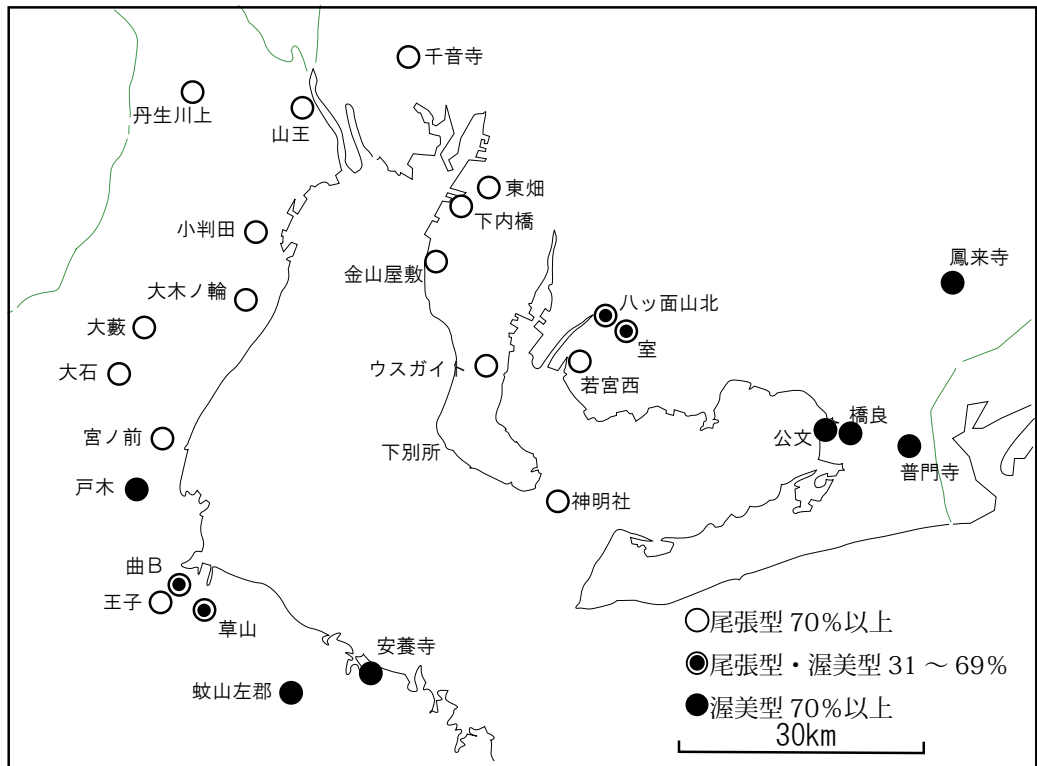 千音寺
丹生川上
山王
東畑
下内橋
小判田
金山屋敷
鳳来寺
大木ノ輪
八ッ面山北
大藪
室
大石
ウスガイト
若宮西
宮ノ前
公文
橋良
下別所
普門寺
戸木
神明社
曲B
王子
草山
安養寺
蚊山左郡
尾張型 70%以上
尾張型・渥美型 31 ～ 69%
渥美型 70%以上
30km